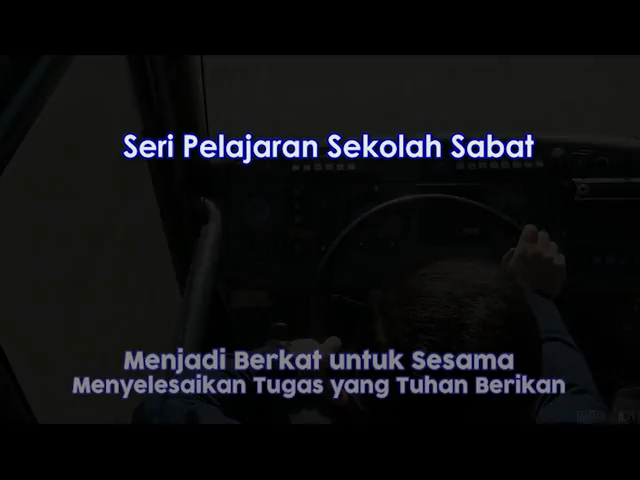 Seri Pelajaran Sekolah Sabat
Menjadi Berkat untuk Sesama
Menyelesaikan Tugas yang Tuhan Berikan